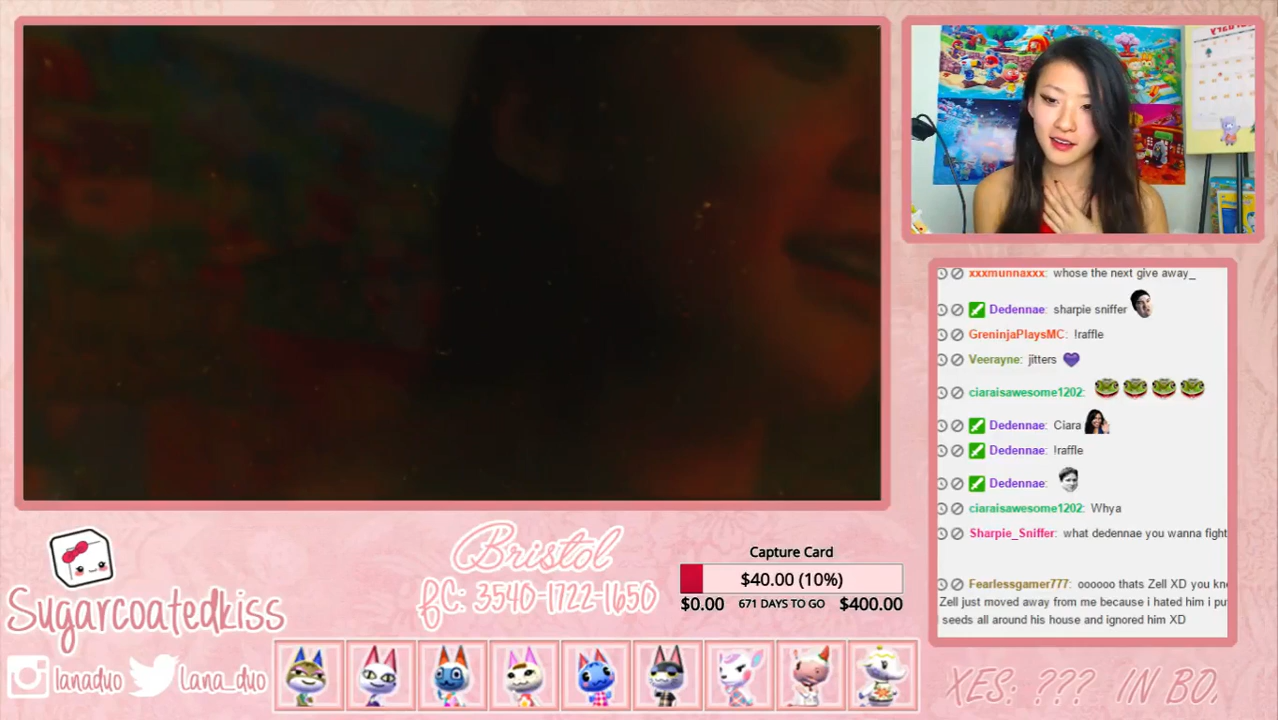 xxxmunnaxxx: whose the next give away_
Dedennae: sharpie sniffer
GreninjaPlaysMC: !raffle
Veerayne: jitters
ciaraisawesome1202:
Dedennae: Ciara
Dedennae: !raffle
Dedennae:
ciaraisawesome1202: Whya
Sharpie_Sniffer: what dedennae you wanna fight
Fearlessgamer777: oooooo thats Zell XD you kn
Zell just moved away from me because i hated him i pu
seeds all around his house and ignored him XD
Bristol
FC: 3540-1722-1650
Capture Card
$40.00 (10%)
$0.00 671 DAYS TO GO $400.00
Sugarcoatedkiss
lanaduo Lana_duo
XES: ??? IN BO.